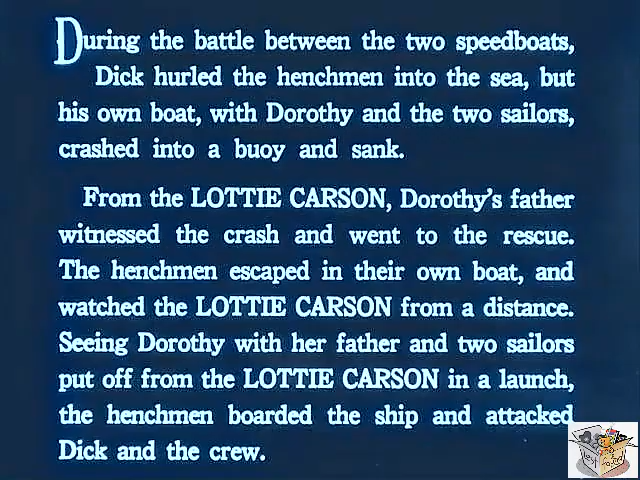 During the battle between the two speedboats,
Dick hurled the henchmen into the sea, but
his own boat, with Dorothy and the two sailors,
crashed into a buoy and sank.
From the LOTTIE CARSON, Dorothy's father
witnessed the crash and went to the rescue.
The henchmen escaped in their own boat, and
watched the LOTTIE CARSON from a distance.
Seeing Dorothy with her father and two sailors
put off from the LOTTIE CARSON in a launch,
the henchmen boarded the ship and attacked
Dick and the crew.